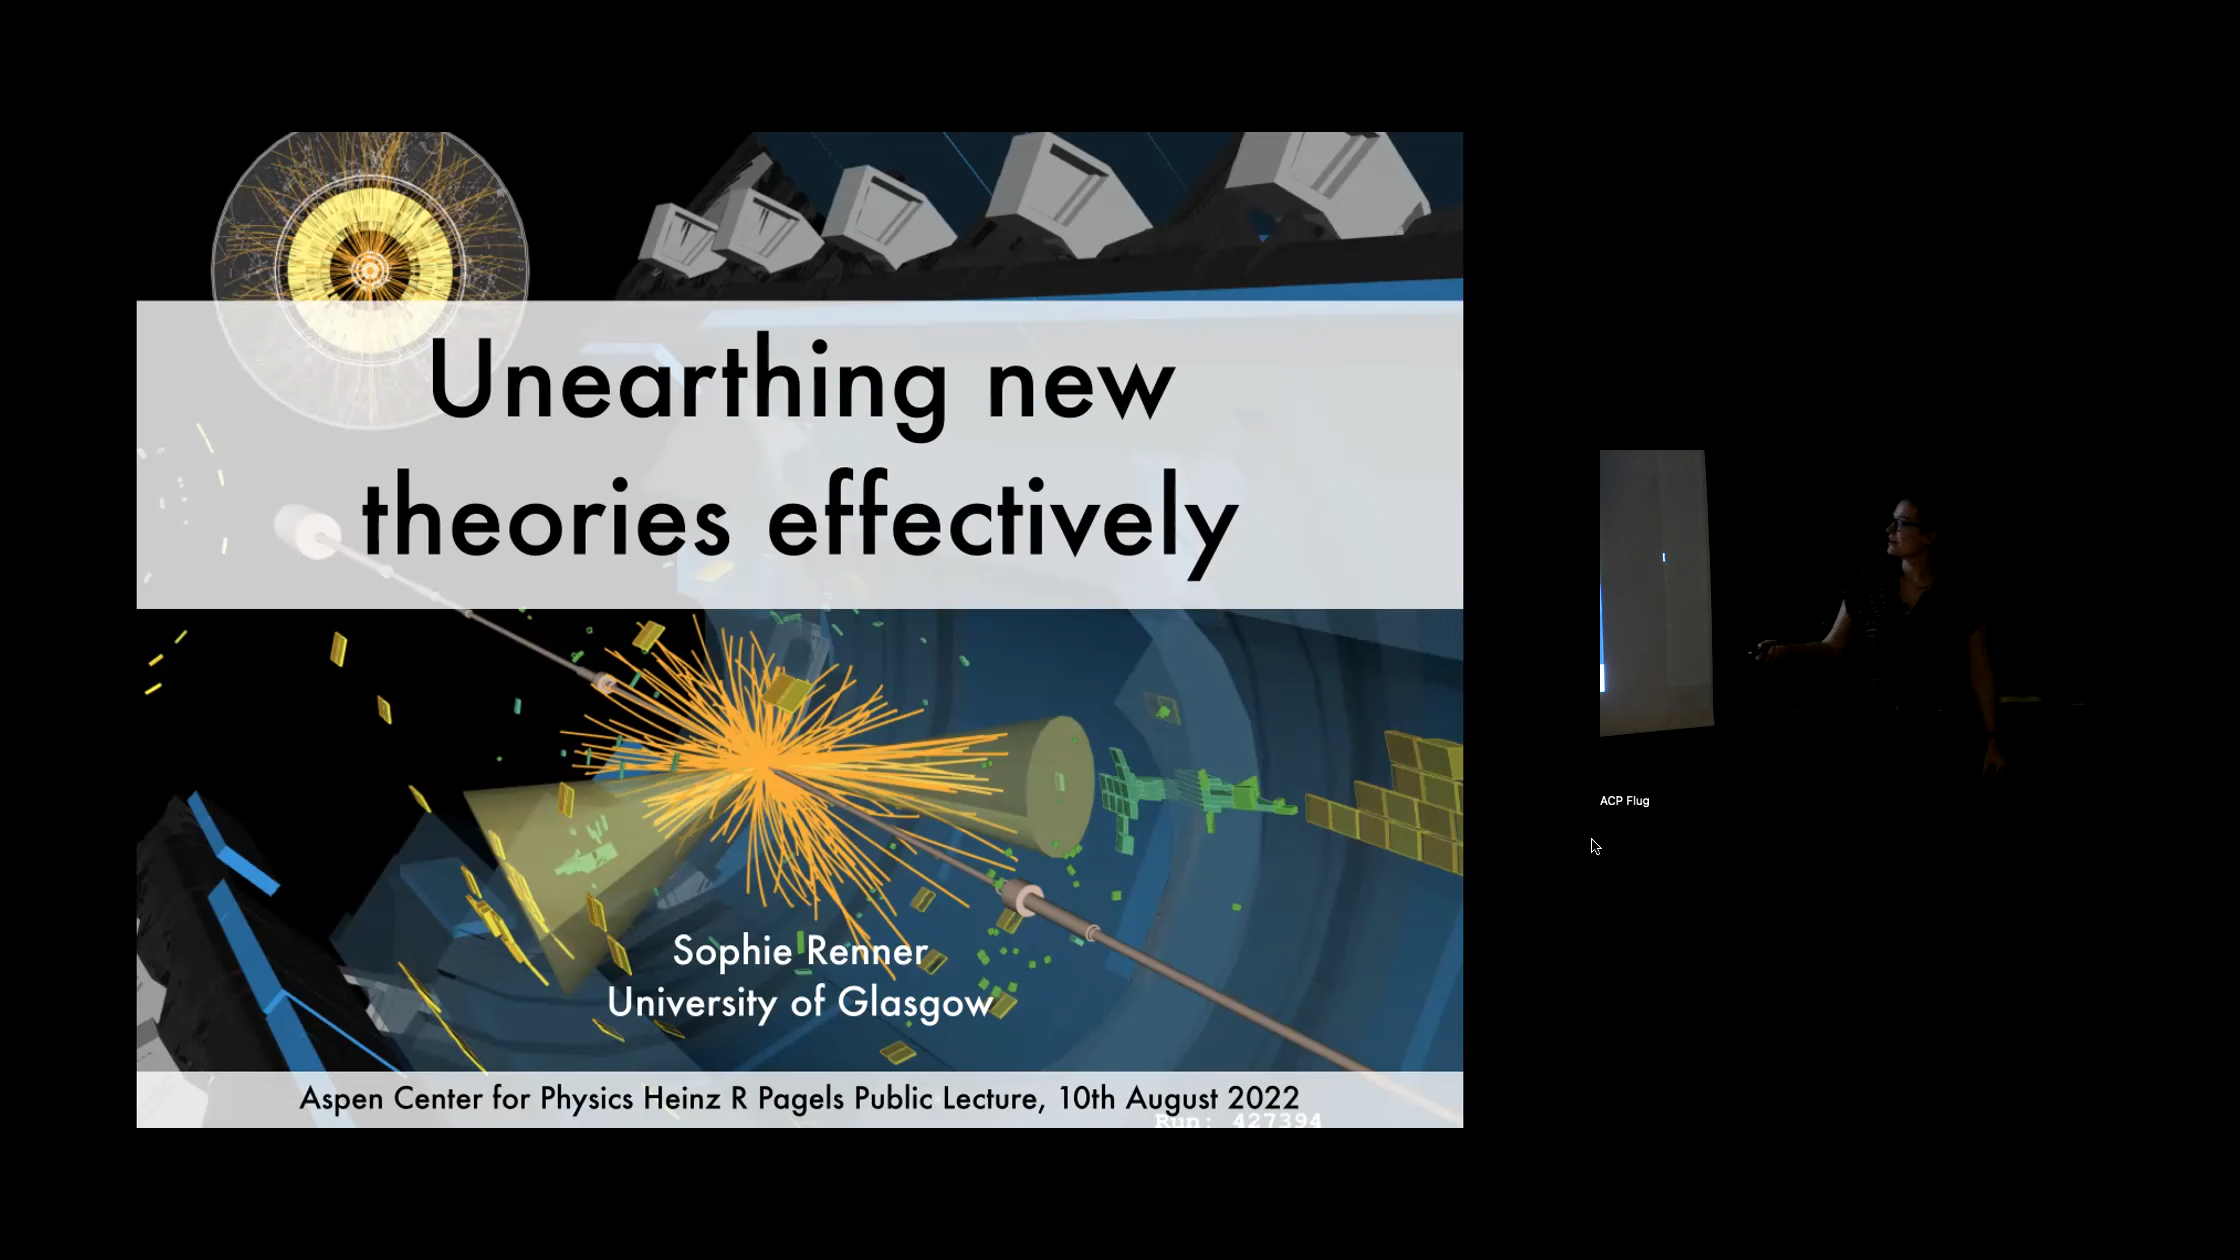 Unearthing new
theories effectively
Sophie Renner
University of Glasgow
Aspen Center for Physics Heinz R Pagels Public Lecture, 10th August 2022
Run: 427394
ACP Flug